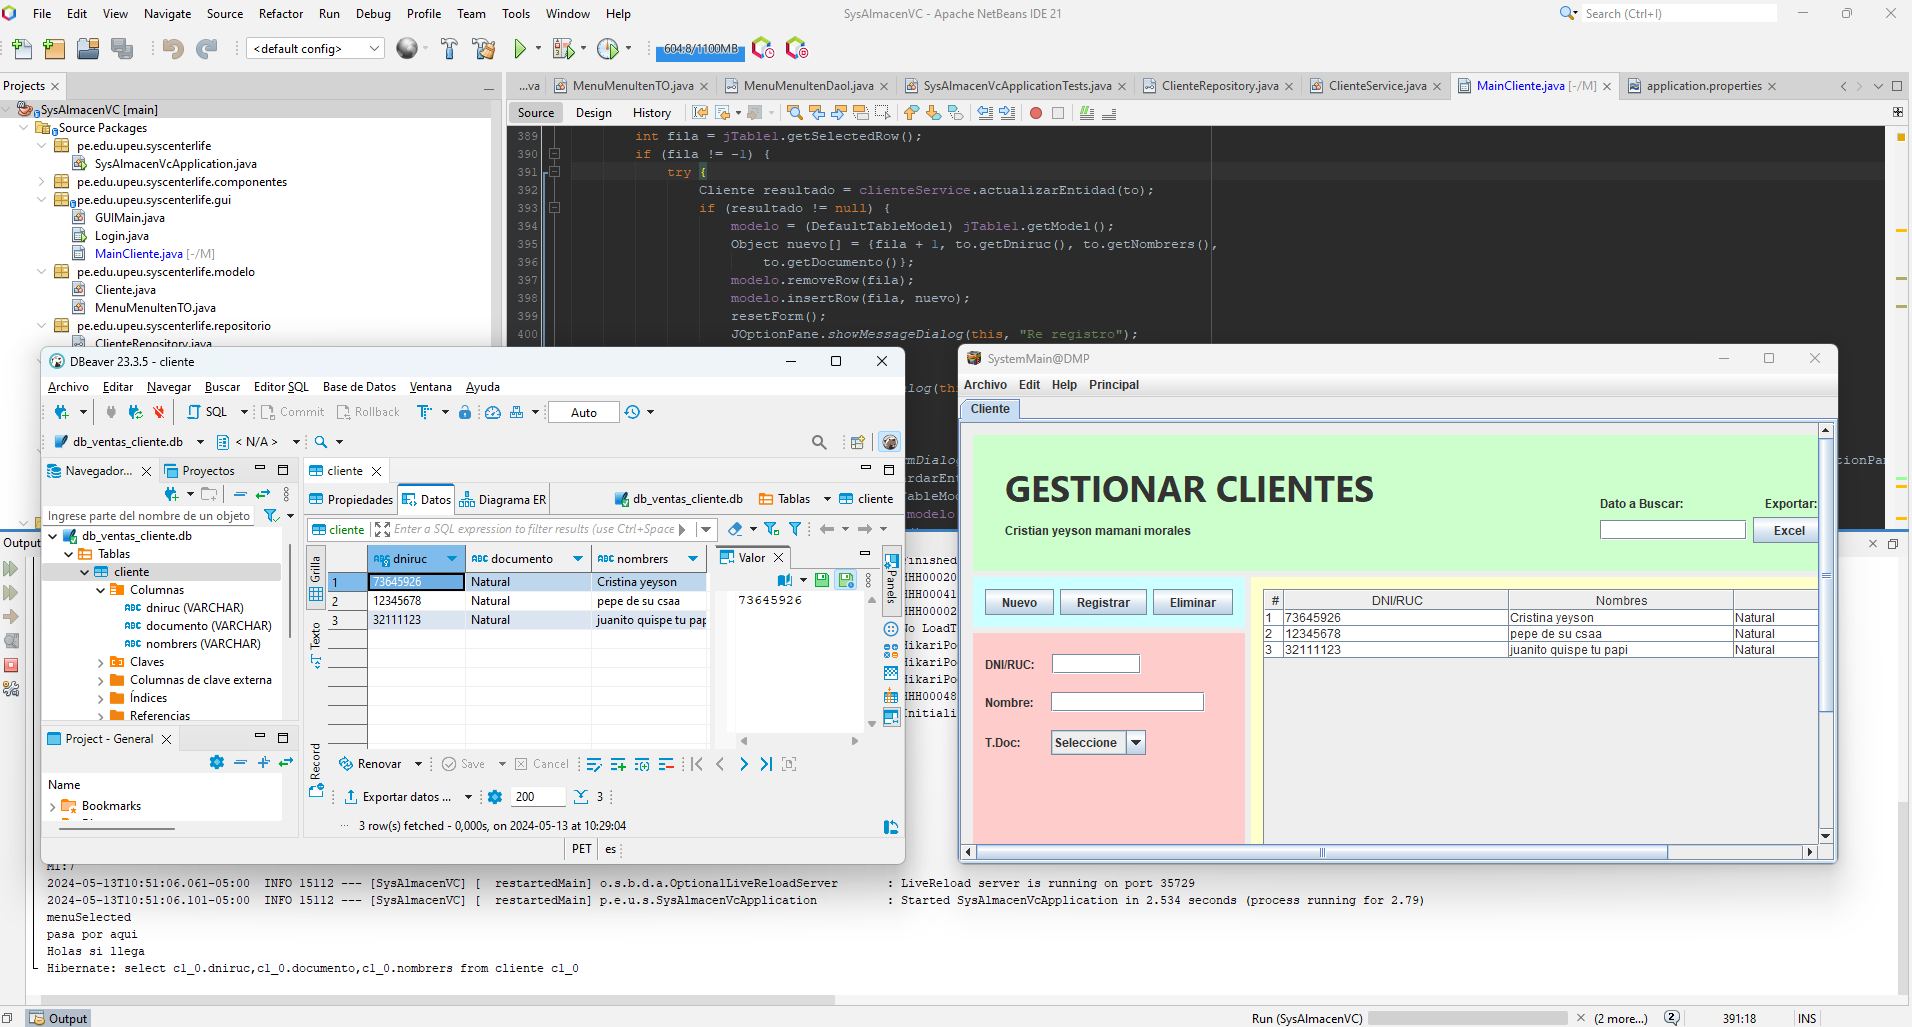 File Edit View Navigate Source Refactor Run Debug Profile Team Tools Window Help
SysAlmacenVC - Apache NetBeans IDE 21
Search (Ctrl+I)
<default config>
604.8/1100MB
Projects
...va MenuMenuItenTO.java MenuMenuItenDaoI.java SysAlmacenVcApplicationTests.java ClienteRepository.java ClienteService.java MainCliente.java [-/M] application.properties
Source Design History
SysAlmacenVC [main]
Source Packages
pe.edu.upeu.syscenterlife
SysAlmacenVcApplication.java
pe.edu.upeu.syscenterlife.componentes
pe.edu.upeu.syscenterlife.gui
GUIMain.java
Login.java
MainCliente.java [-/M]
pe.edu.upeu.syscenterlife.modelo
Cliente.java
MenuMenuItenTO.java
pe.edu.upeu.syscenterlife.repositorio
ClienteRepository.java
389 int fila = jTable1.getSelectedRow();
390 if (fila != -1) {
391 try {
392 Cliente resultado = clienteService.actualizarEntidad(to);
393 if (resultado != null) {
394 modelo = (DefaultTableModel) jTable1.getModel();
395 Object nuevo[] = {fila + 1, to.getDniruc(), to.getNombrers(),
396 to.getDocumento()};
397 modelo.removeRow(fila);
398 modelo.insertRow(fila, nuevo);
399 resetForm();
400 JOptionPane.showMessageDialog(this, "Re registro");
Output
DBeaver 23.3.5 - cliente
Archivo Editar Navegar Buscar Editor SQL Base de Datos Ventana Ayuda
SQL Commit Rollback Auto
db_ventas_cliente.db < N/A >
Navegador... Proyectos
cliente
Propiedades Datos Diagrama ER
db_ventas_cliente.db Tablas cliente
Ingrese parte del nombre de un objeto
cliente Enter a SQL expression to filter results (use Ctrl+Space
db_ventas_cliente.db
Tablas
cliente
Columnas
dniruc (VARCHAR)
documento (VARCHAR)
nombrers (VARCHAR)
Claves
Columnas de clave externa
Índices
Referencias
Project - General
Name
Bookmarks
Grilla
Texto
Record
dniruc documento nombrers
1 73645926 Natural Cristina yeyson
2 12345678 Natural pepe de su csaa
3 32111123 Natural juanito quispe tu pap
Valor
73645926
Panels
Renovar Save Cancel
Exportar datos ... 200 3
3 row(s) fetched - 0,000s, on 2024-05-13 at 10:29:04
PET es
SystemMain@DMP
Archivo Edit Help Principal
Cliente
GESTIONAR CLIENTES
Cristian yeyson mamani morales
Dato a Buscar: Exportar:
Excel
Nuevo Registrar Eliminar
DNI/RUC:
Nombre:
T.Doc: Seleccione
# DNI/RUC Nombres
1 73645926 Cristina yeyson Natural
2 12345678 pepe de su csaa Natural
3 32111123 juanito quispe tu papi Natural
2024-05-13T10:51:06.061-05:00 INFO 15112 --- [SysAlmacenVC] [ restartedMain] o.s.b.d.a.OptionalLiveReloadServer : LiveReload server is running on port 35729
2024-05-13T10:51:06.101-05:00 INFO 15112 --- [SysAlmacenVC] [ restartedMain] p.e.u.s.SysAlmacenVcApplication : Started SysAlmacenVcApplication in 2.534 seconds (process running for 2.79)
menuSelected
pasa por aqui
Holas si llega
Hibernate: select c1_0.dniruc,c1_0.documento,c1_0.nombrers from cliente c1_0
Output
Run (SysAlmacenVC) (2 more...) 2 391:18 INS